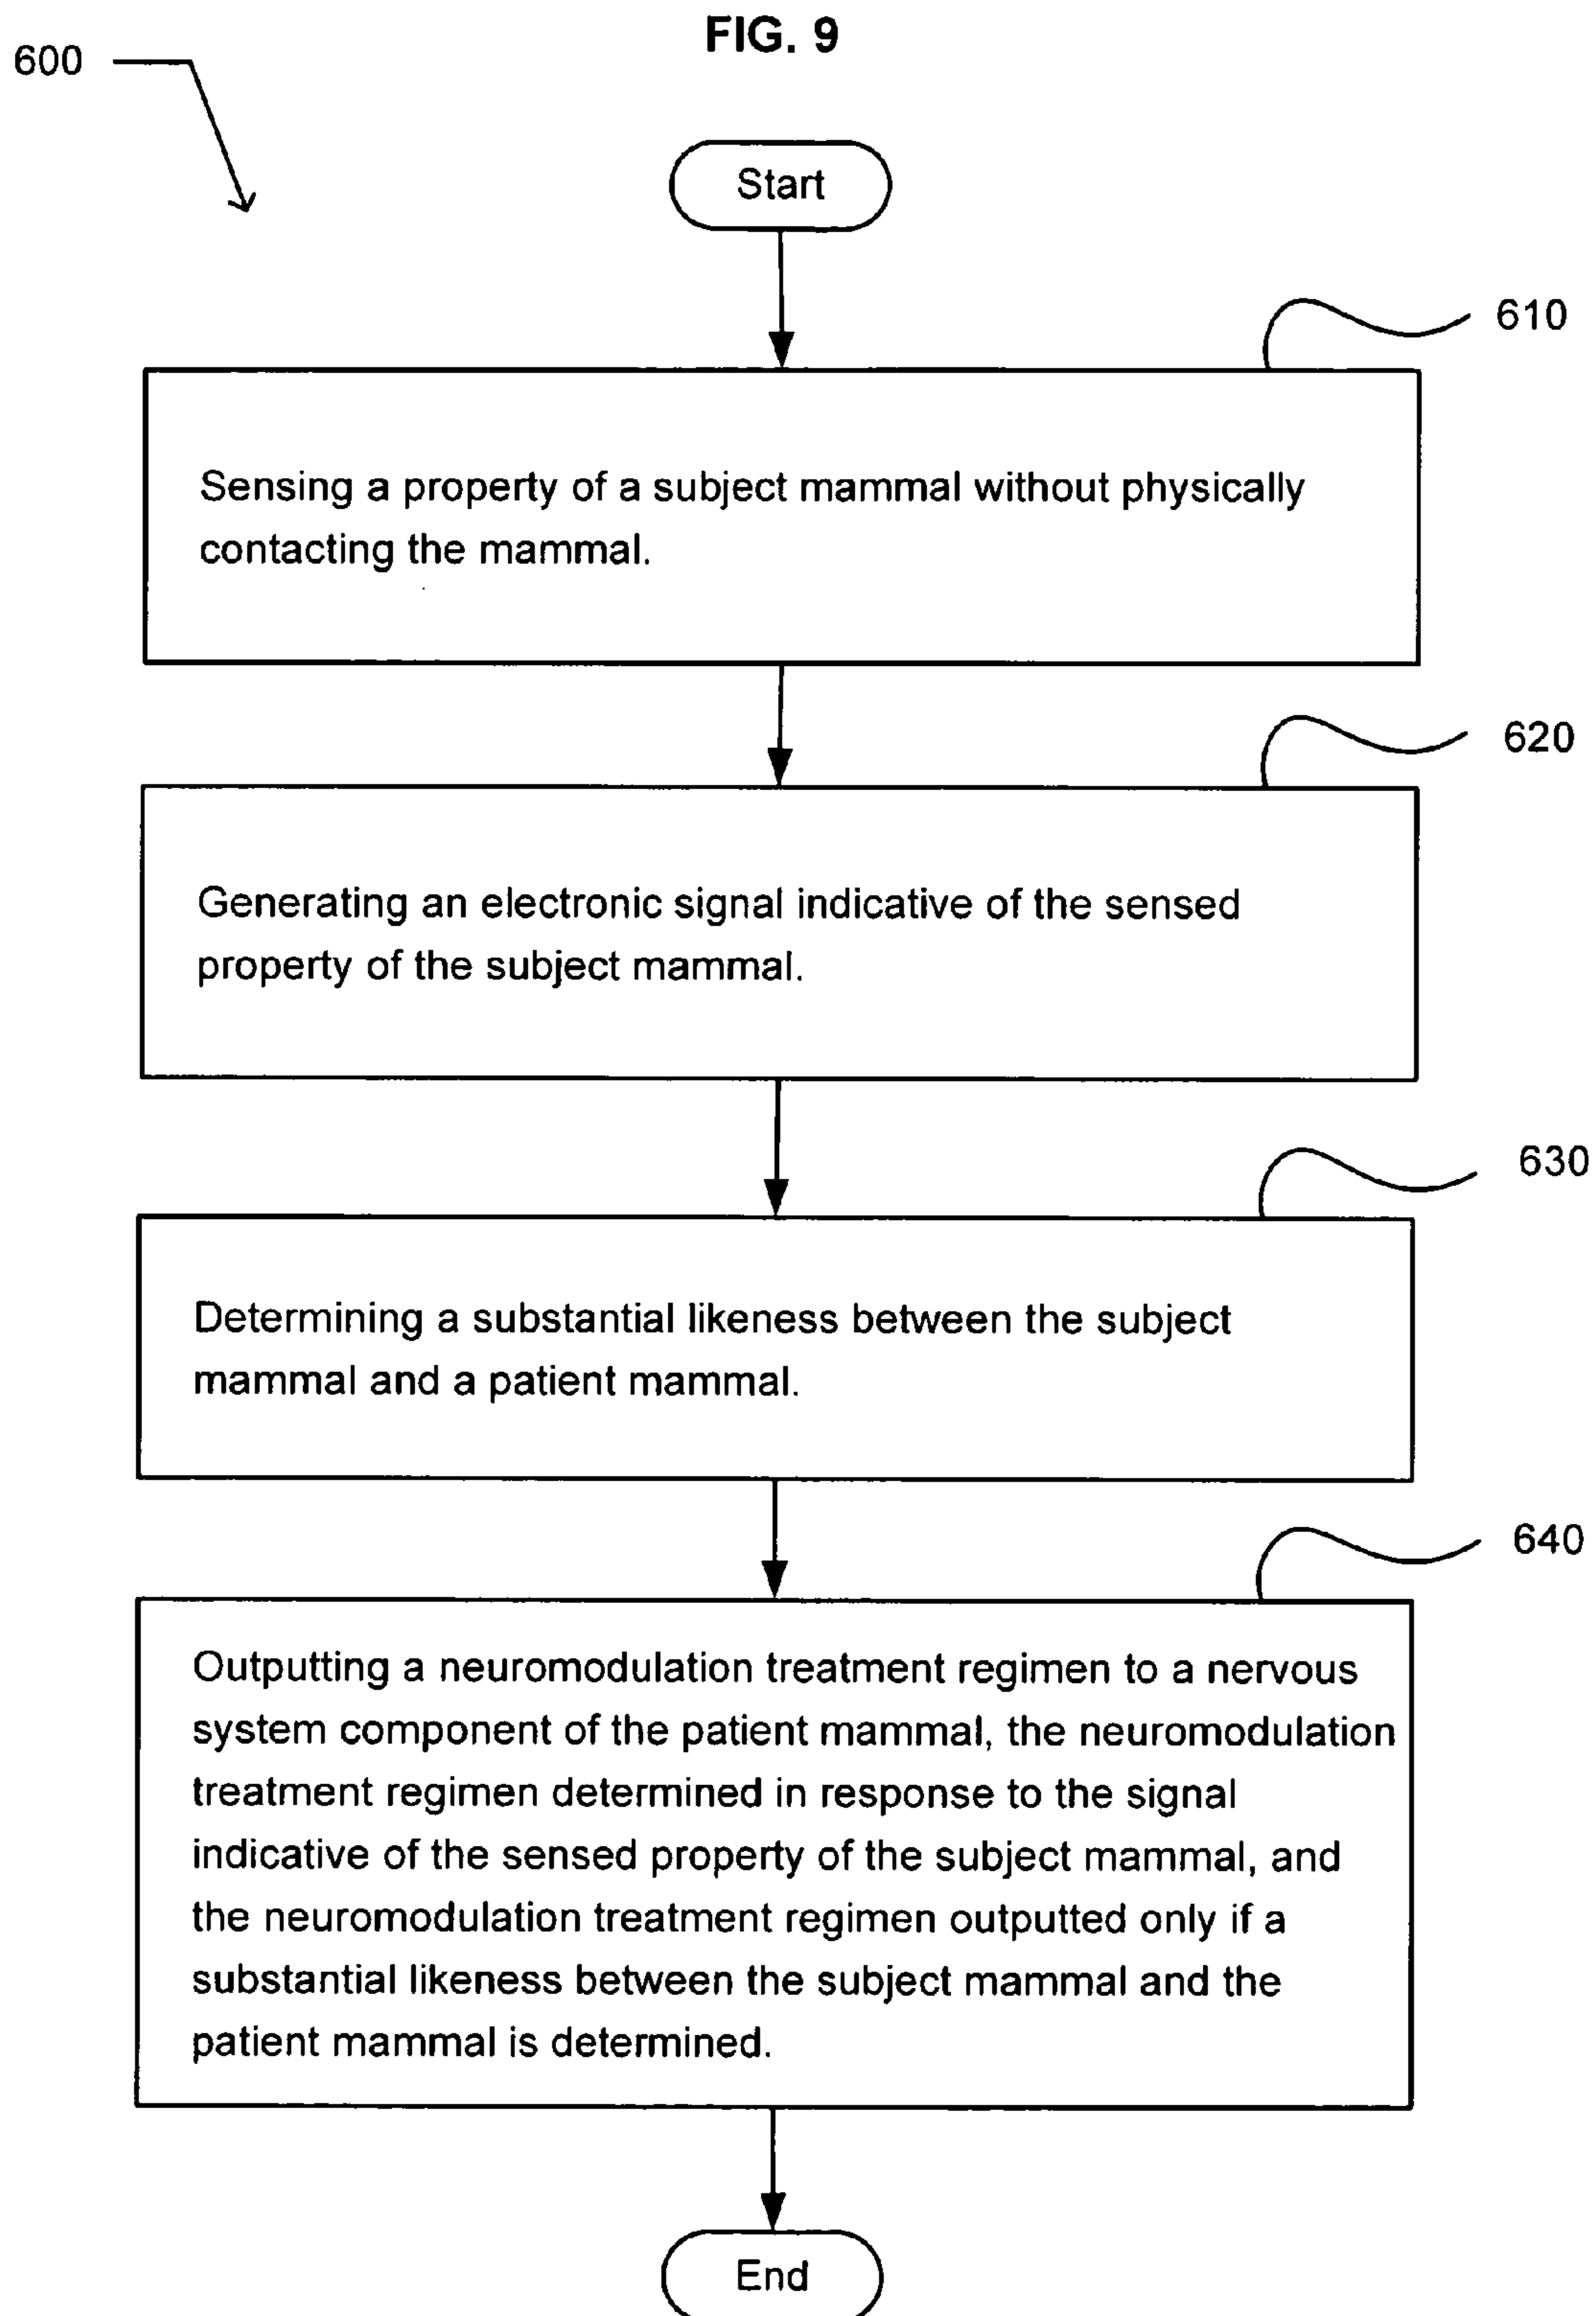 FIG. 9
600
Start
610
Sensing a property of a subject mammal without physically
contacting the mammal.
620
Generating an electronic signal indicative of the sensed
property of the subject mammal.
630
Determining a substantial likeness between the subject
mammal and a patient mammal.
640
Outputting a neuromodulation treatment regimen to a nervous
system component of the patient mammal, the neuromodulation
treatment regimen determined in response to the signal
indicative of the sensed property of the subject mammal, and
the neuromodulation treatment regimen outputted only if a
substantial likeness between the subject mammal and the
patient mammal is determined.
End